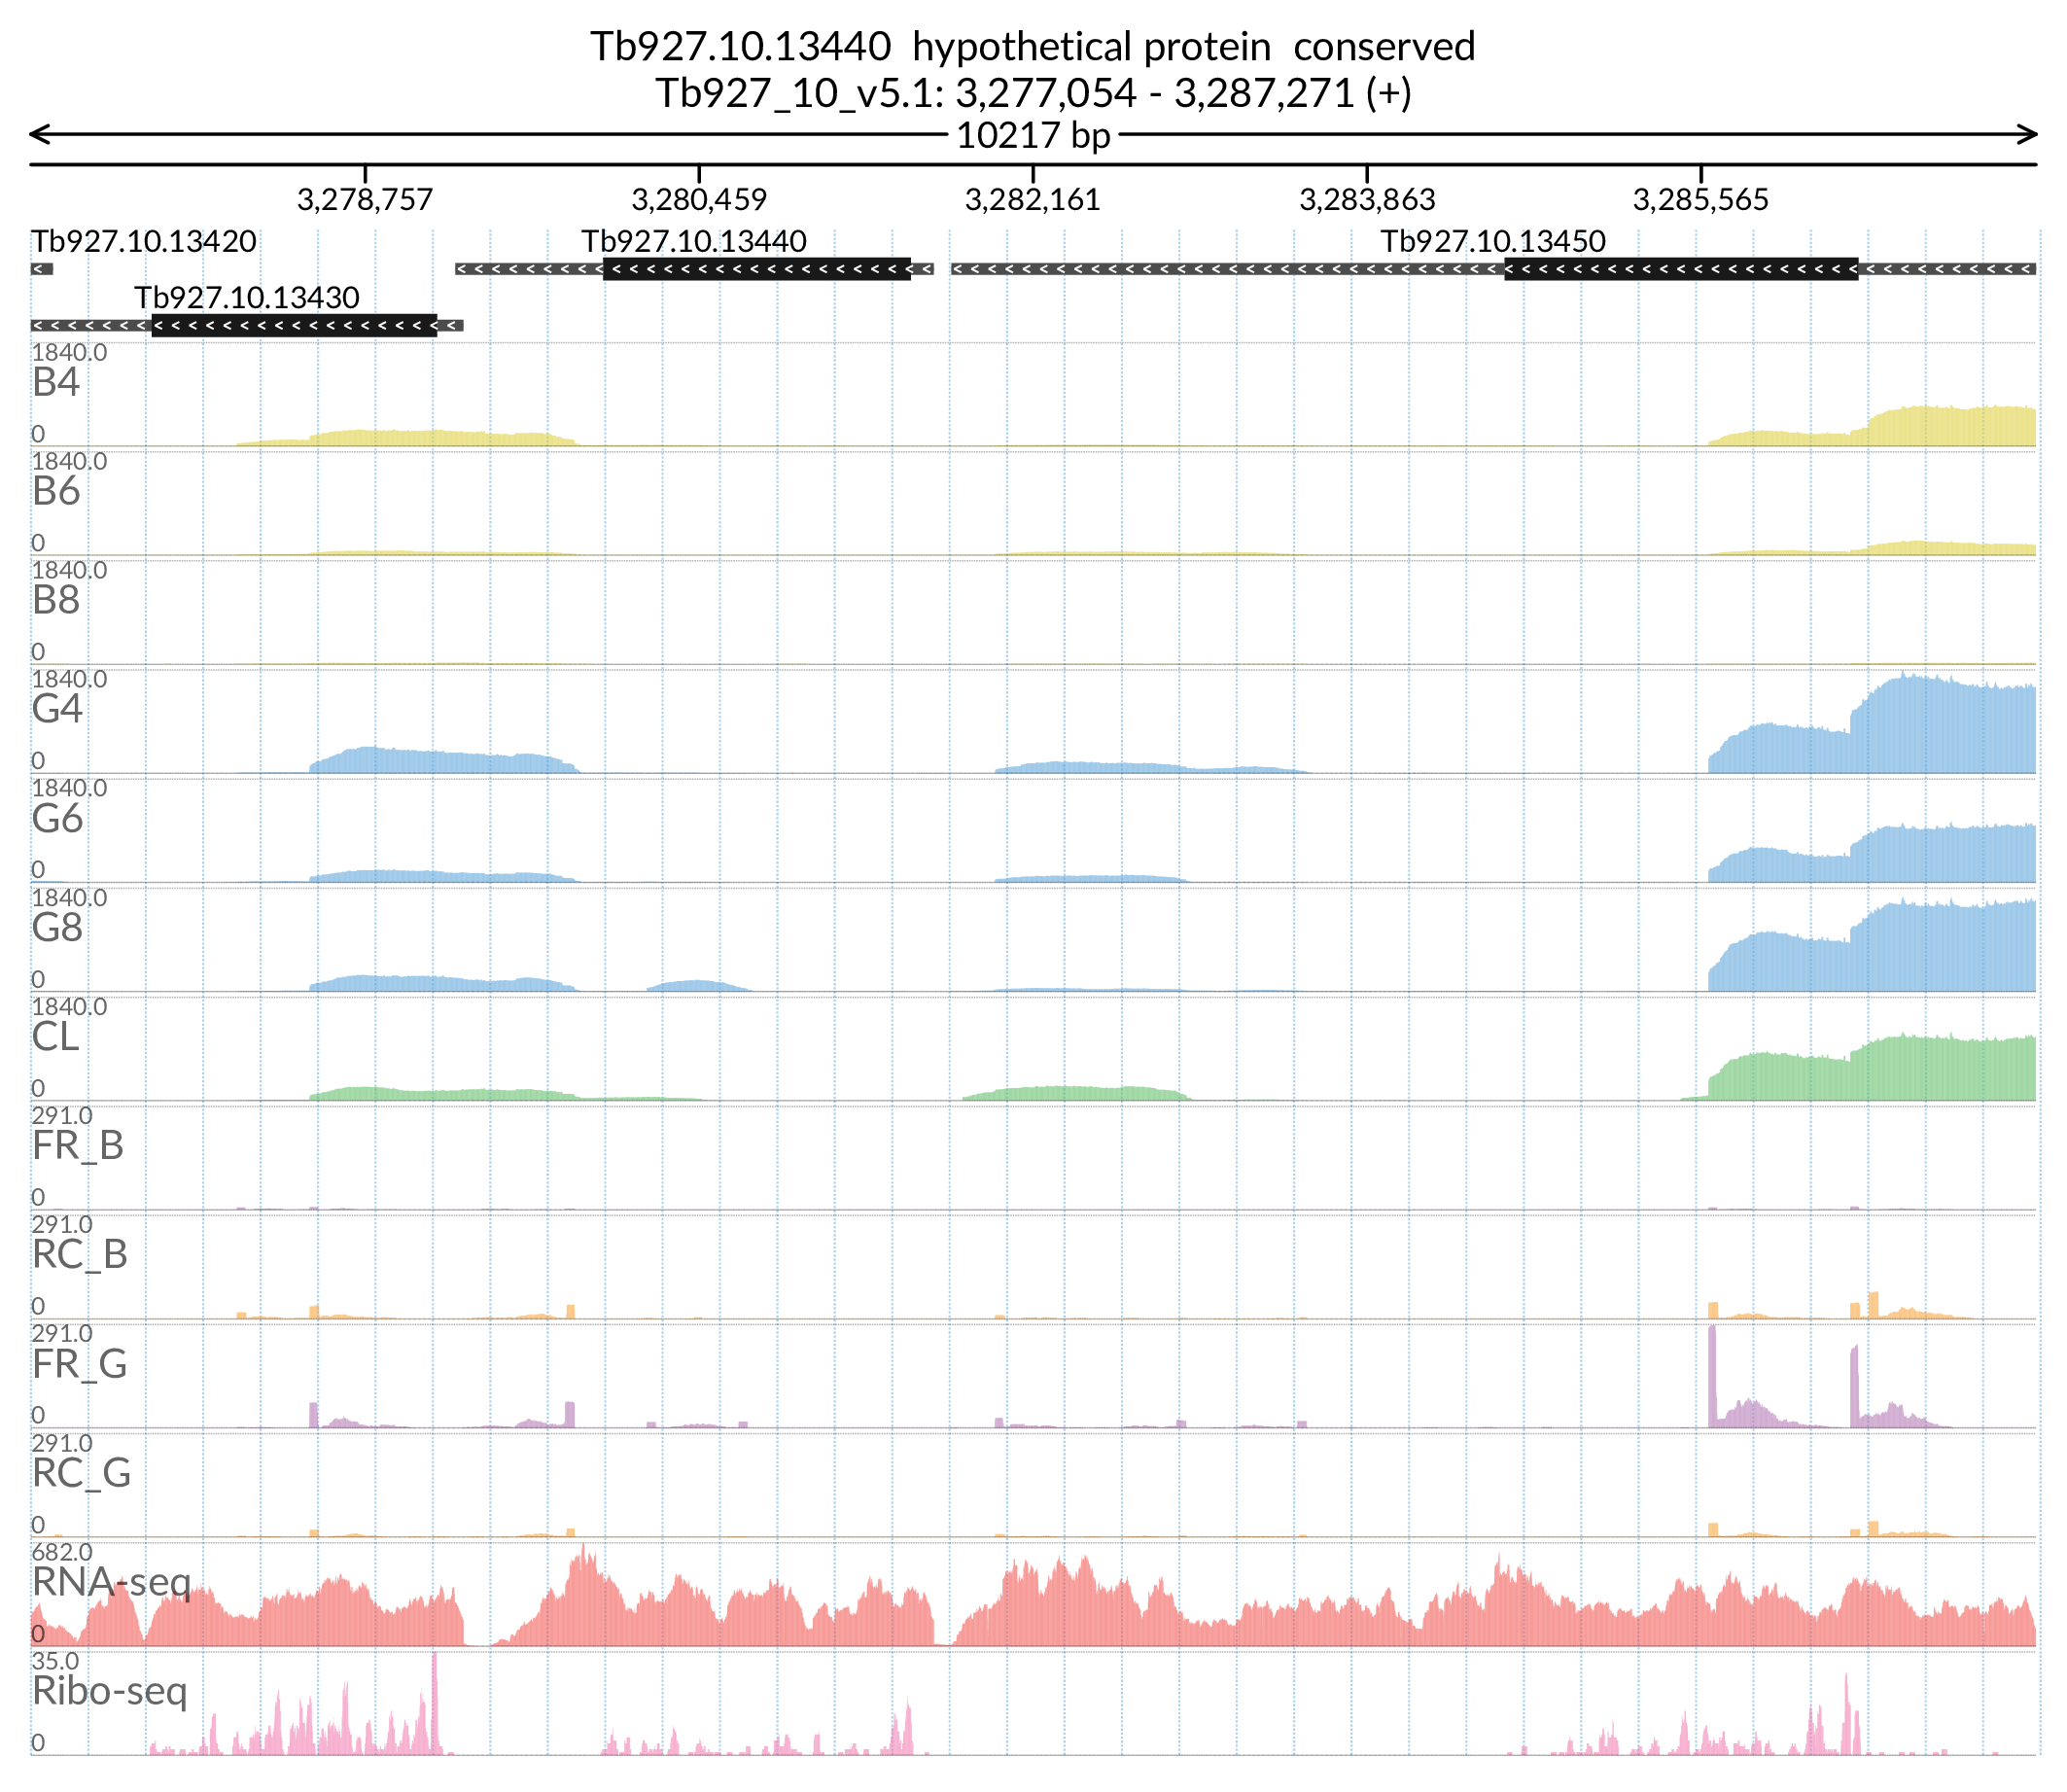 Tb927.10.13440  hypothetical protein  conserved
Tb927_10_v5.1: 3,277,054 - 3,287,271 (+)
10217 bp
3,278,757 3,280,459 3,282,161 3,283,863 3,285,565
Tb927.10.13420 Tb927.10.13440 Tb927.10.13450
Tb927.10.13430
1840.0
B4
0
1840.0
B6
0
1840.0
B8
0
1840.0
G4
0
1840.0
G6
0
1840.0
G8
0
1840.0
CL
0
291.0
FR_B
0
291.0
RC_B
0
291.0
FR_G
0
291.0
RC_G
0
682.0
RNA-seq
0
35.0
Ribo-seq
0